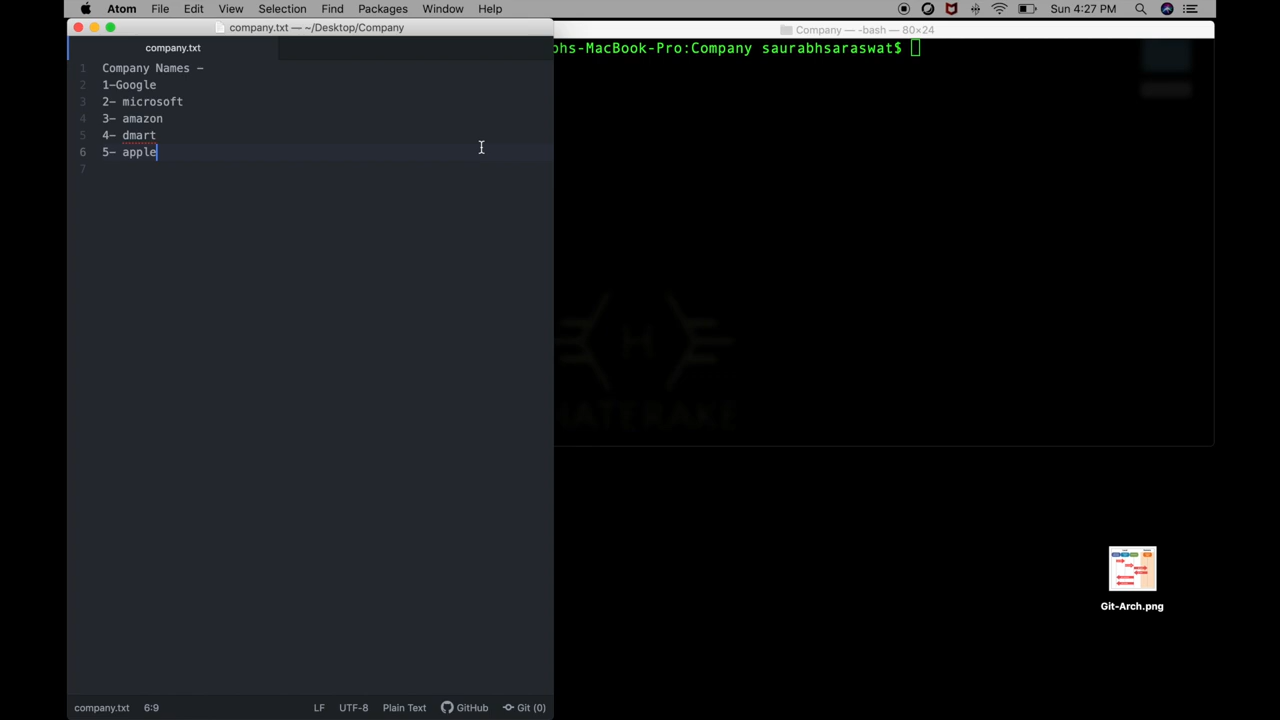 Atom File Edit View Selection Find Packages Window Help
Sun 4:27 PM
company.txt — ~/Desktop/Company
company.txt
1 Company Names -
2 1-Google
3 2- microsoft
4 3- amazon
5 4- dmart
6 5- apple
7
company.txt 6:9
LF UTF-8 Plain Text GitHub Git (0)
Company — -bash — 80×24
hs-MacBook-Pro:Company saurabhsaraswat$
Git-Arch.png